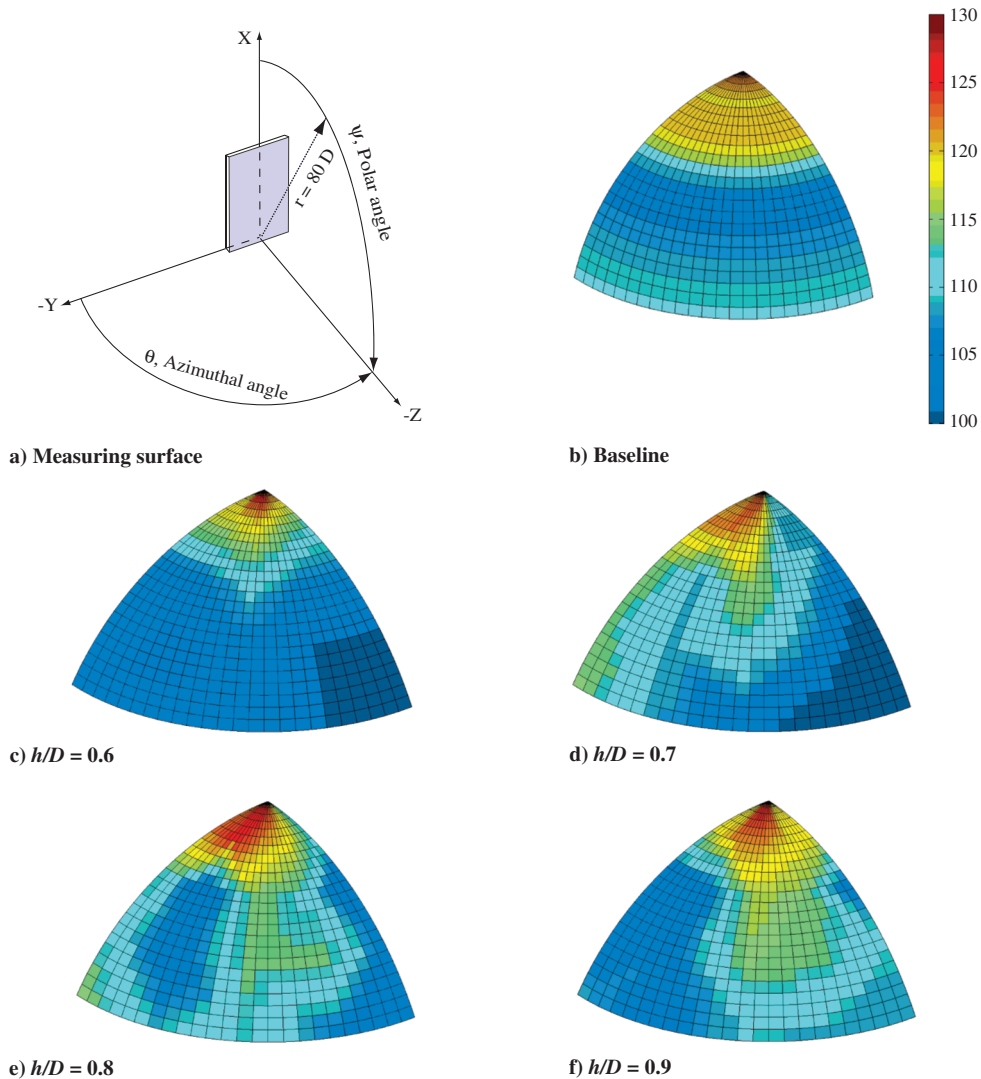 X
ψ, Polar angle
r = 80 D
-Y
θ, Azimuthal angle
-Z
a) Measuring surface
130
125
120
115
110
105
100
b) Baseline
c) h/D = 0.6
d) h/D = 0.7
e) h/D = 0.8
f) h/D = 0.9